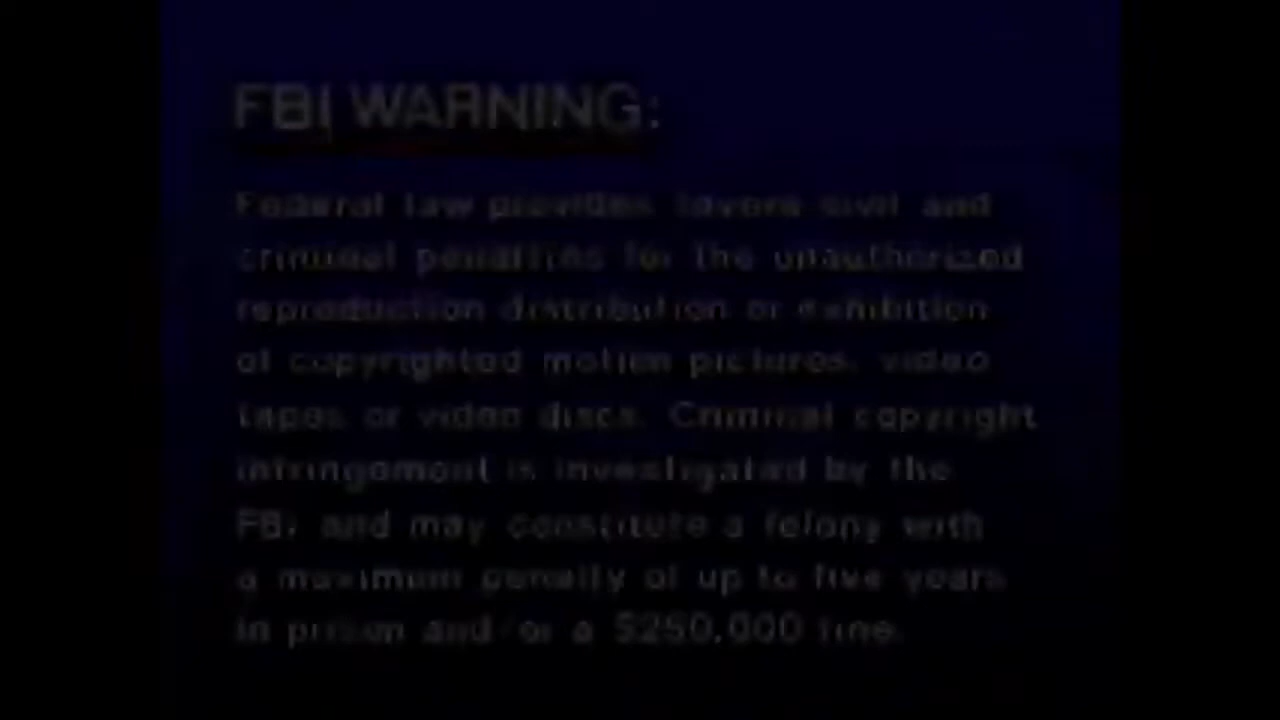 FBI WARNING:
Federal law provides severe civil and
criminal penalties for the unauthorized
reproduction distribution or exhibition
of copyrighted motion pictures, video
tapes or video discs. Criminal copyright
infringement is investigated by the
FBI and may constitute a felony with
a maximum penalty of up to five years
in prison and/or a $250,000 fine.